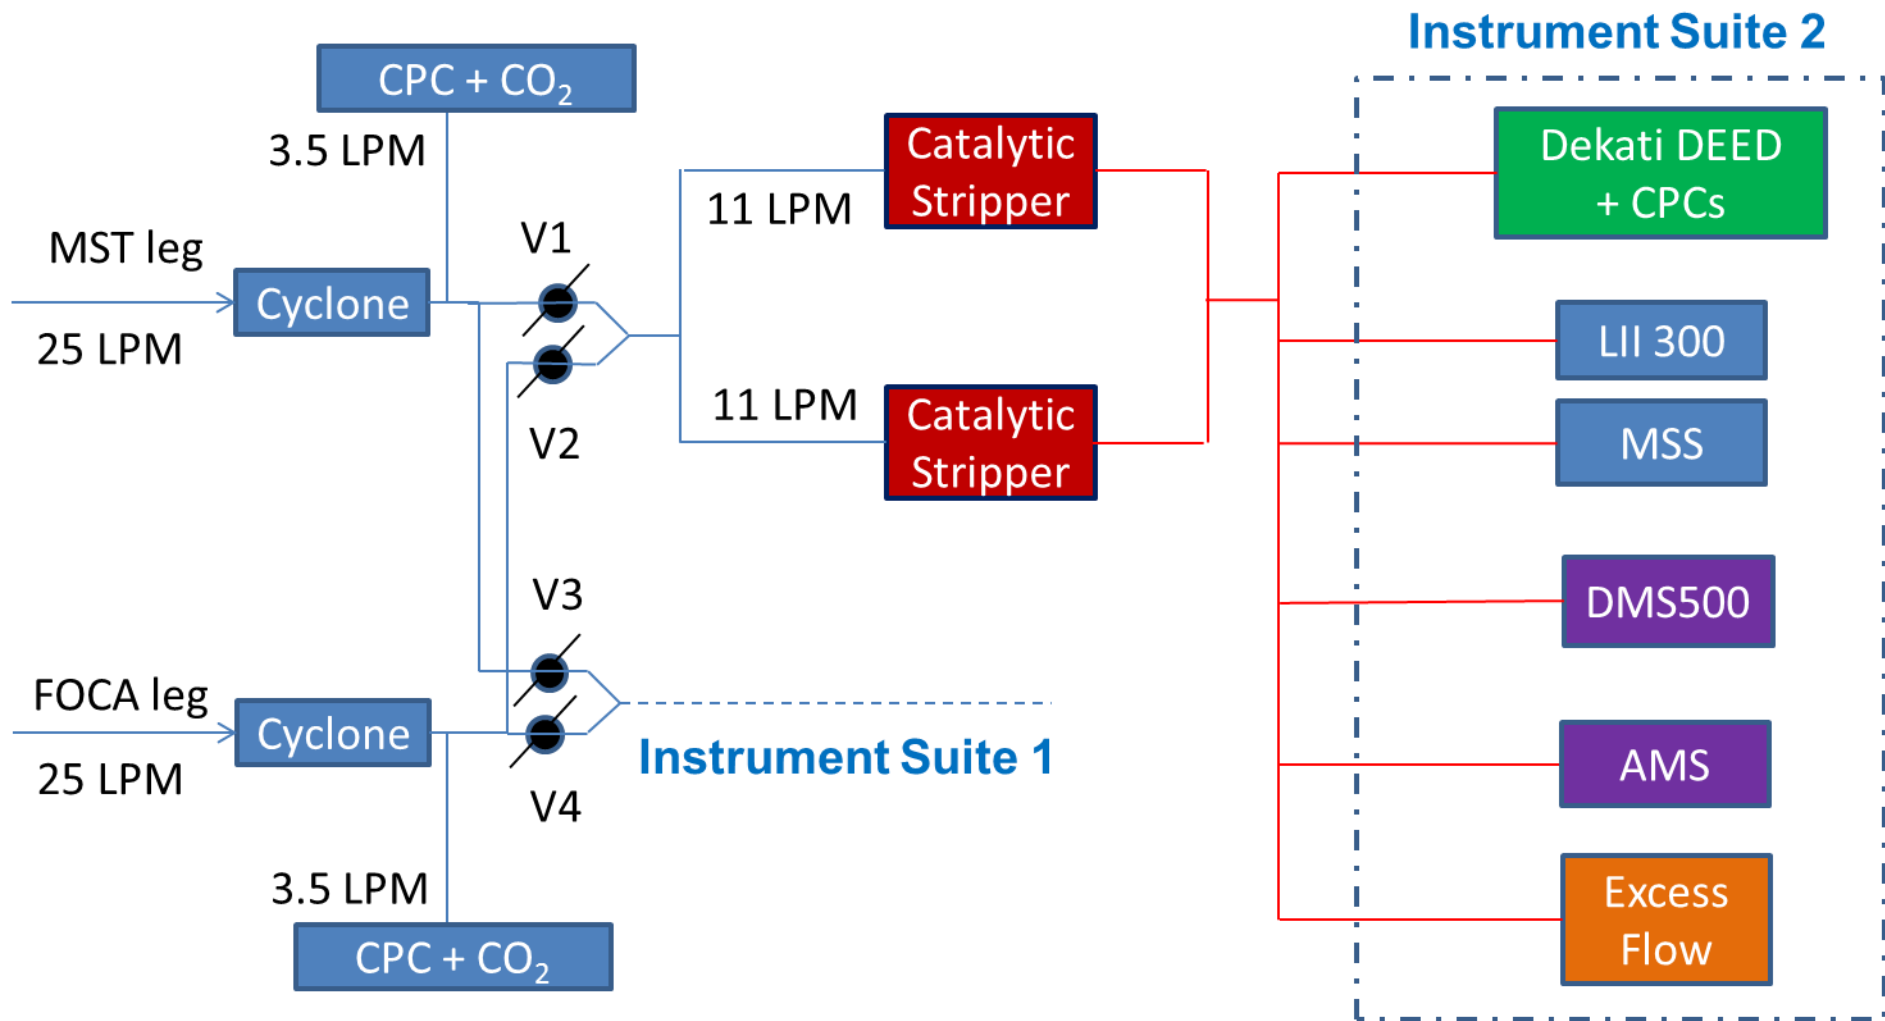 Instrument Suite 2
CPC + CO₂
3.5 LPM
Catalytic
Stripper
11 LPM
Dekati DEED
+ CPCs
MST leg
Cyclone
25 LPM
V1
V2
11 LPM
Catalytic
Stripper
LII 300
MSS
V3
DMS500
FOCA leg
Cyclone
25 LPM
V4
Instrument Suite 1
AMS
3.5 LPM
CPC + CO₂
Excess
Flow